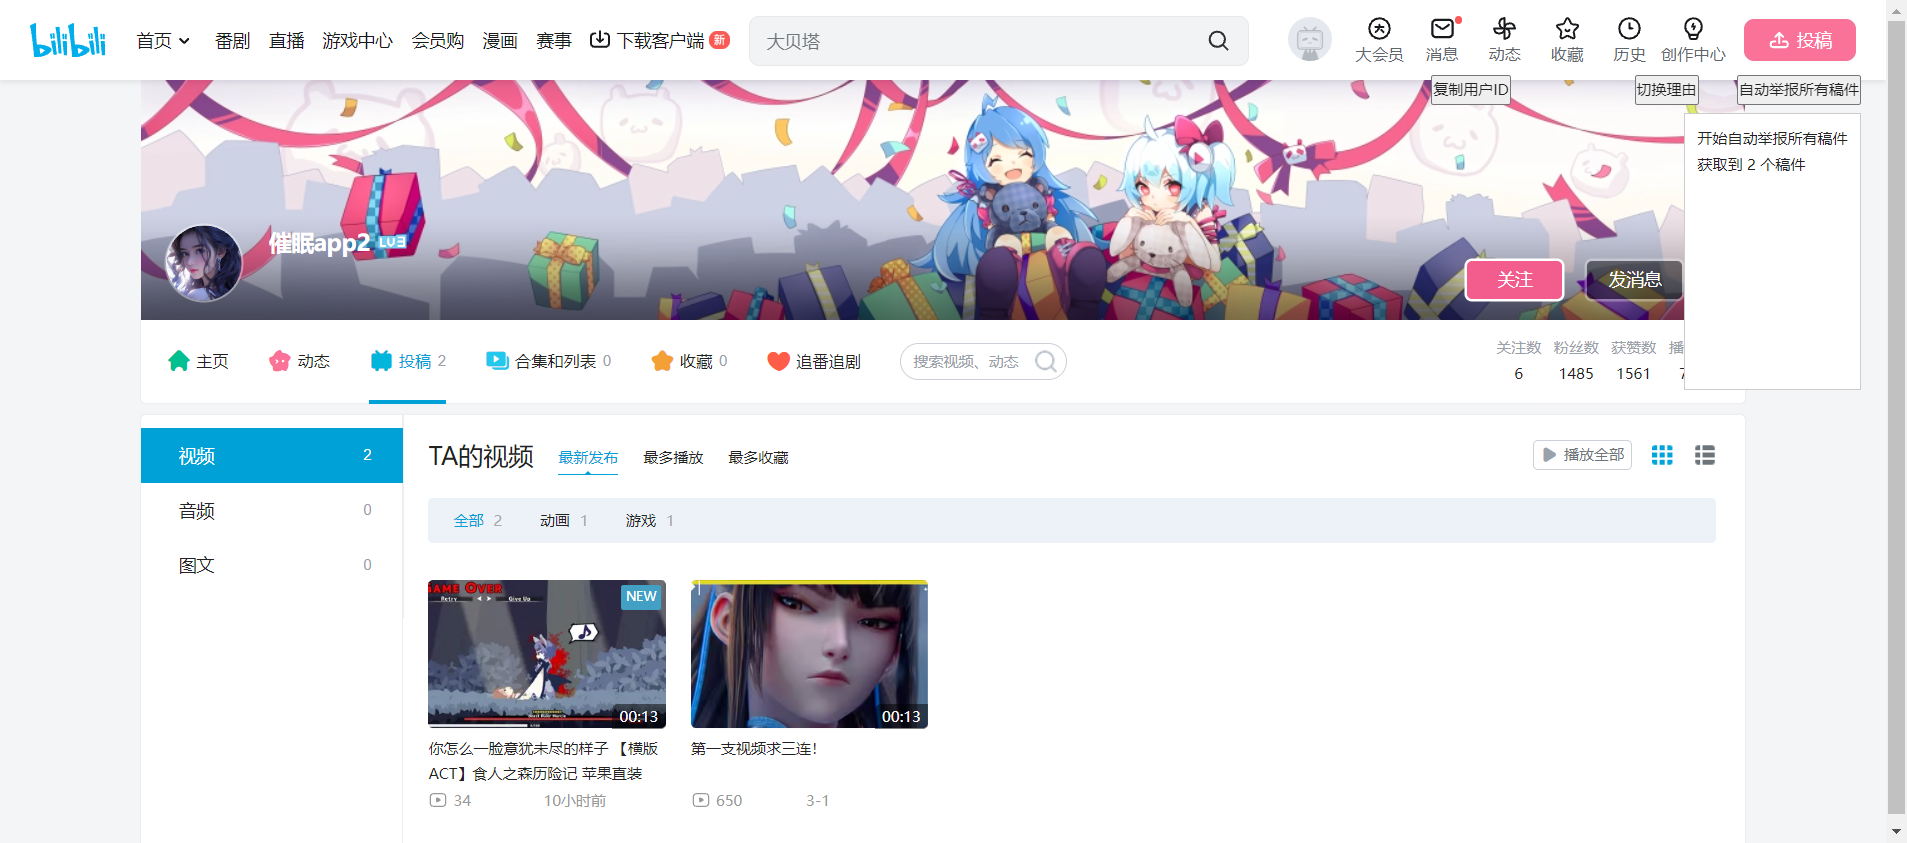 bilibili
首页
番剧
直播
游戏中心
会员购
漫画
赛事
下载客户端
新
大贝塔
大会员
消息
动态
收藏
历史
创作中心
投稿
复制用户ID
切换理由
自动举报所有稿件
开始自动举报所有稿件
获取到 2 个稿件
催眠app2
LV3
关注
发消息
主页
动态
投稿 2
合集和列表 0
收藏 0
追番追剧
搜索视频、动态
关注数 粉丝数 获赞数 播
6 1485 1561 7
视频 2
音频 0
图文 0
TA的视频
最新发布
最多播放
最多收藏
播放全部
全部 2
动画 1
游戏 1
GAME OVER
Retry
Give Up
NEW
00:13
你怎么一脸意犹未尽的样子 【横版
ACT】食人之森历险记 苹果直装
34
10小时前
00:13
第一支视频求三连！
650
3-1